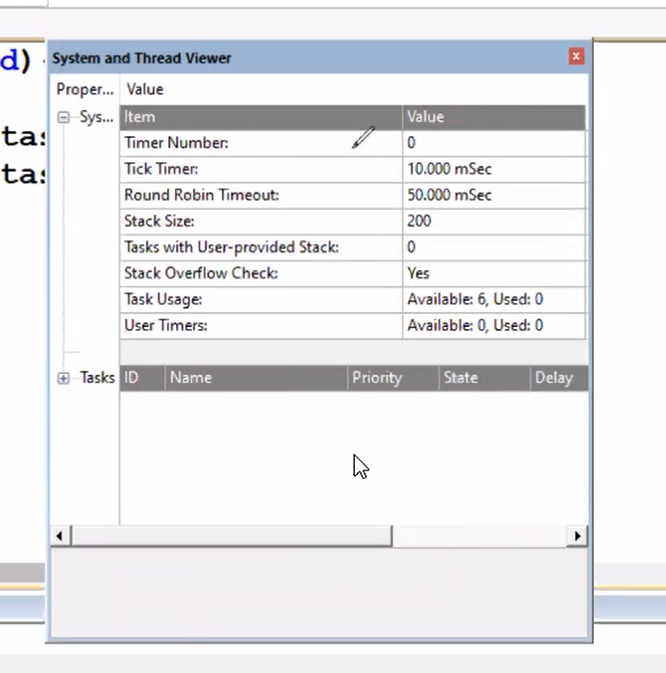 d)
System and Thread Viewer
Proper... Value
Sys... Item Value
Timer Number: 0
tas
Tick Timer: 10.000 mSec
tas
Round Robin Timeout: 50.000 mSec
Stack Size: 200
Tasks with User-provided Stack: 0
Stack Overflow Check: Yes
Task Usage: Available: 6, Used: 0
User Timers: Available: 0, Used: 0
Tasks ID Name Priority State Delay